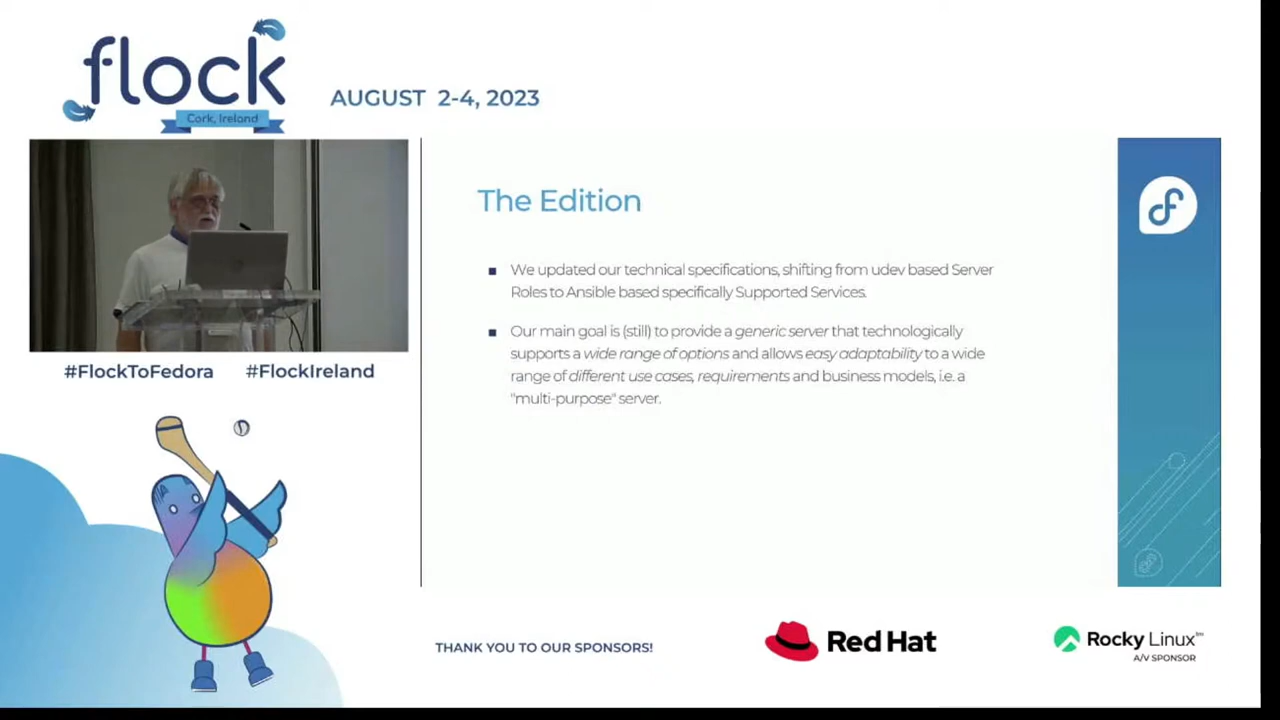 flock
Cork, Ireland
AUGUST 2-4, 2023
The Edition
We updated our technical specifications, shifting from udev based Server
Roles to Ansible based specifically Supported Services.
Our main goal is (still) to provide a generic server that technologically
supports a wide range of options and allows easy adaptability to a wide
range of different use cases, requirements and business models, i.e. a
"multi-purpose" server.
#FlockToFedora #FlockIreland
THANK YOU TO OUR SPONSORS!
Red Hat
Rocky Linux™
A/V SPONSOR